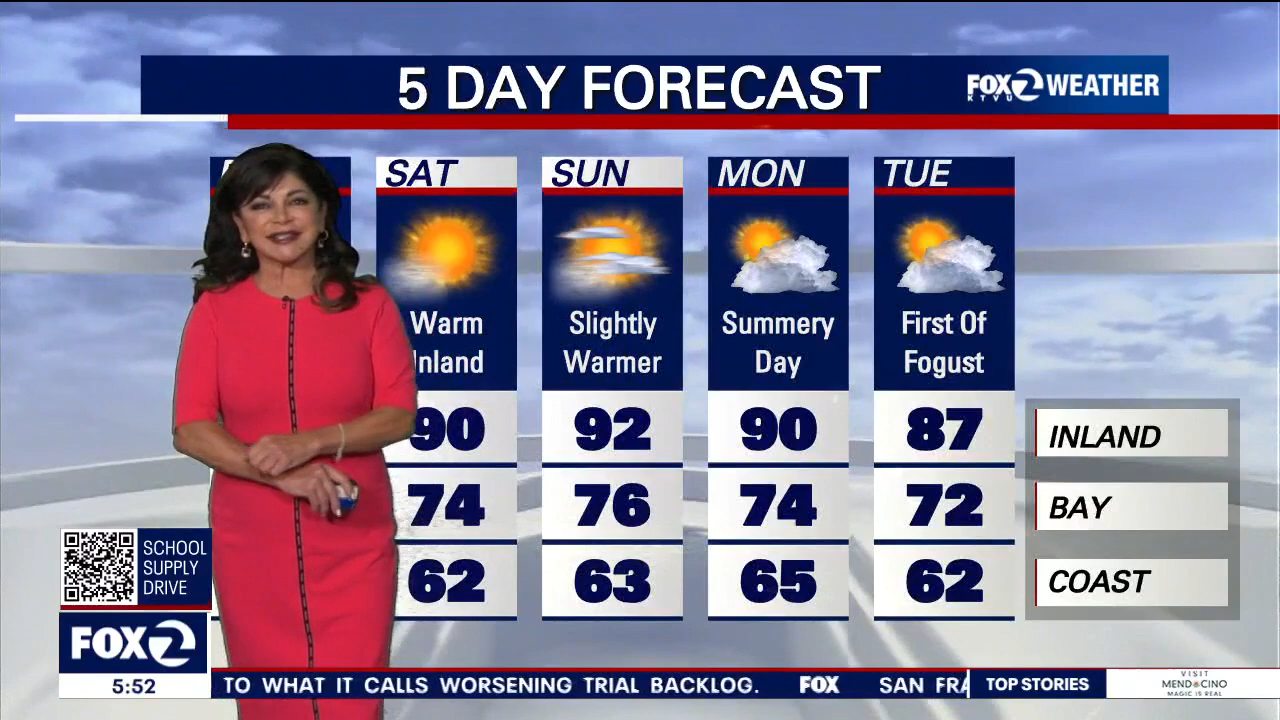 5 DAY FORECAST
FOX 2 WEATHER
KTVU
SAT
SUN
MON
TUE
Warm
Inland
Slightly
Warmer
Summery
Day
First Of
Fogust
90
92
90
87
INLAND
74
76
74
72
BAY
62
63
65
62
COAST
SCHOOL
SUPPLY
DRIVE
FOX 2
5:52
TO WHAT IT CALLS WORSENING TRIAL BACKLOG.
FOX
SAN FRA
TOP STORIES
VISIT
MENDOCINO
MAGIC IS REAL